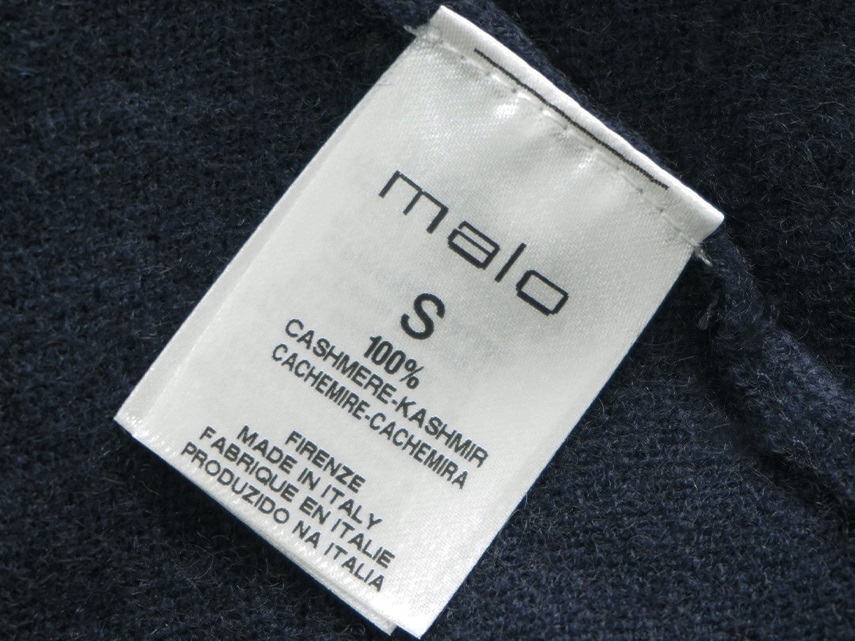 malo
S
100%
CASHMERE-KASHMIR
CACHEMIRE-CACHEMIRA
FIRENZE
MADE IN ITALY
FABRIQUE EN ITALIE
PRODUZIDO NA ITALIA